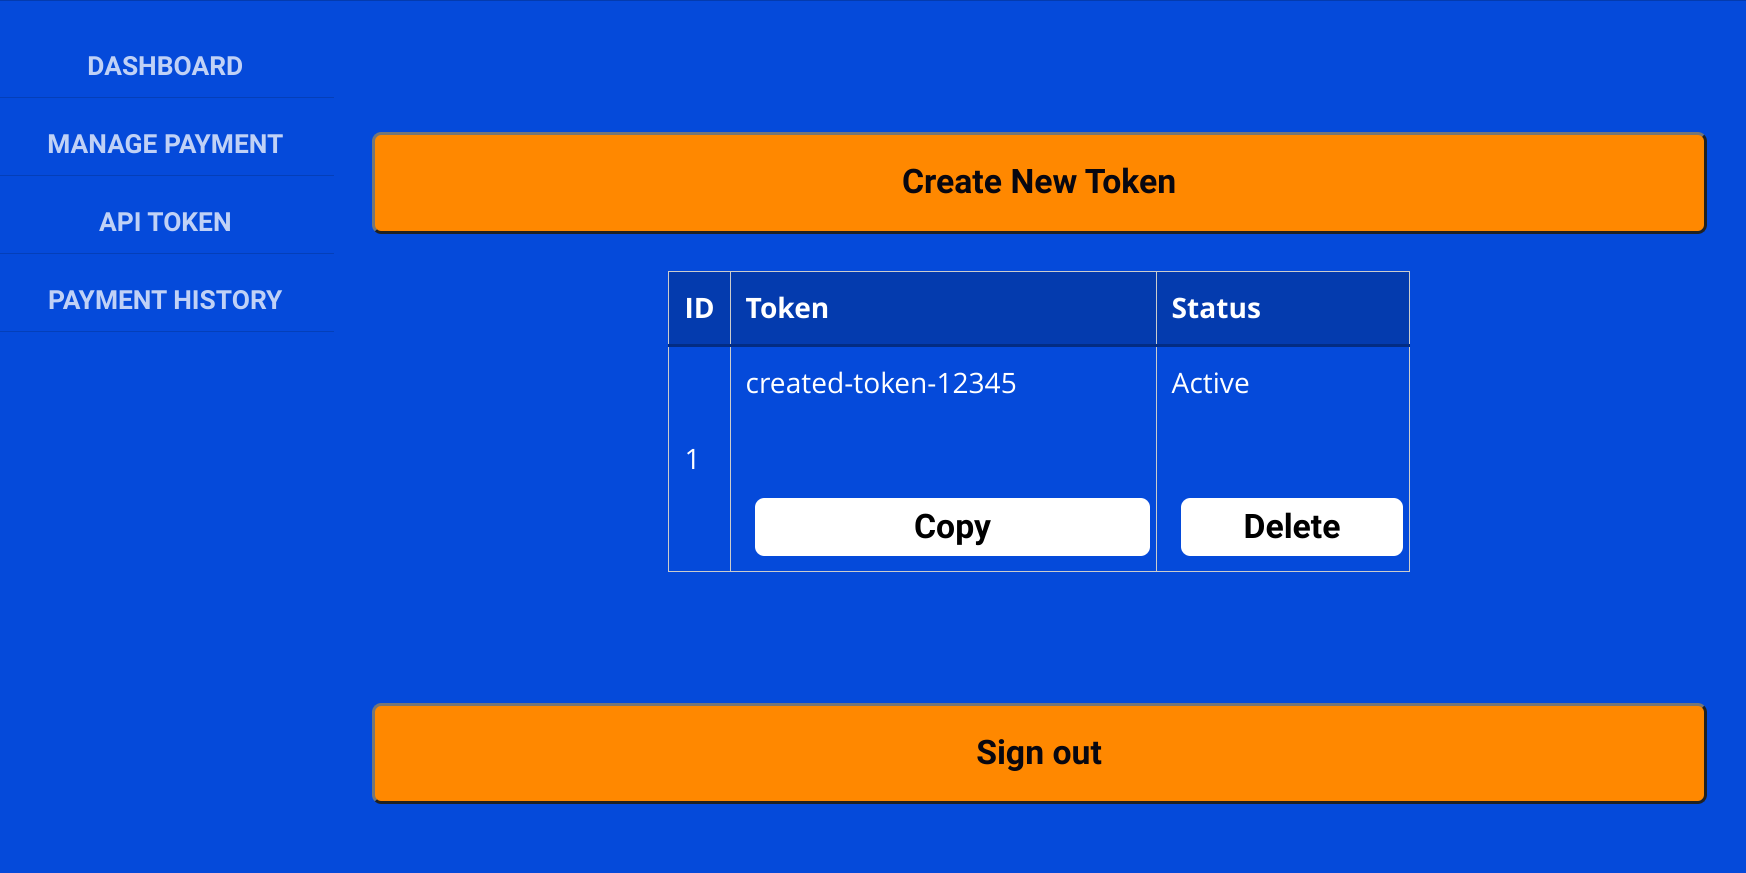 DASHBOARD
MANAGE PAYMENT
API TOKEN
PAYMENT HISTORY
Create New Token
ID Token Status
created-token-12345 Active
1
Copy Delete
Sign out